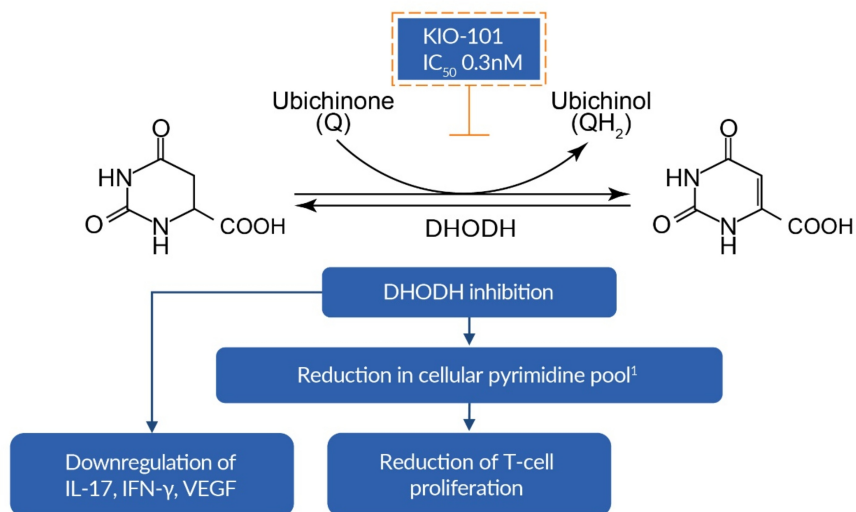 KIO-101
IC₅₀ 0.3nM
Ubichinone
(Q)
Ubichinol
(QH₂)
O
HN
O
N
H
COOH
DHODH
O
HN
O
N
H
COOH
DHODH inhibition
Reduction in cellular pyrimidine pool¹
Downregulation of
IL-17, IFN-γ, VEGF
Reduction of T-cell
proliferation